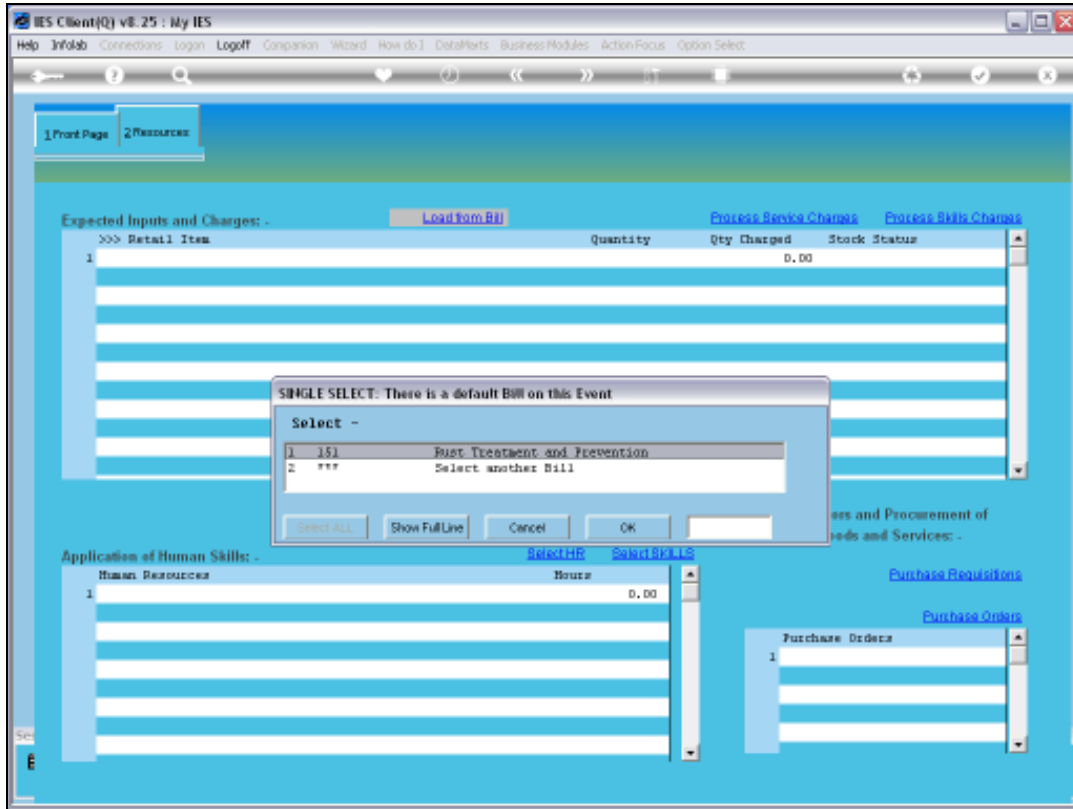 IES Client(Q) v8.25 : My IES
Help Infolab Connections Logon Logoff Companion Wizard How do I DataMarts Business Modules Action Focus Option Select
1 Front Page 2 Resources
Expected Inputs and Charges: - Load from Bill Process Service Charges Process Skills Charges
>>> Retail Item Quantity Qty Charged Stock Status
1 0.00
SINGLE SELECT: There is a default Bill on this Event
Select -
1 151 Rust Treatment and Prevention
2 *** Select another Bill
Select ALL Show Full Line Cancel OK
and Procurement of
and Services: -
Application of Human Skills: - Select HR Select SKILLS
Human Resources Hours
1 0.00
Purchase Requisitions
Purchase Orders
Purchase Orders
1